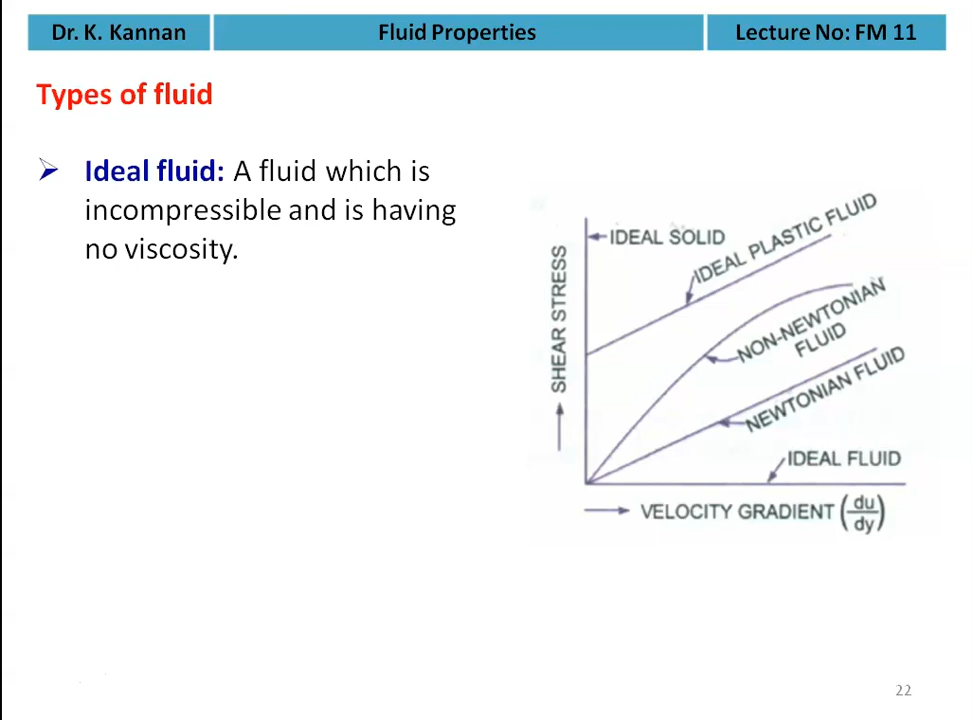 Dr. K. Kannan
Fluid Properties
Lecture No: FM 11
Types of fluid
Ideal fluid: A fluid which is
incompressible and is having
no viscosity.
SHEAR STRESS
IDEAL SOLID
IDEAL PLASTIC FLUID
NON-NEWTONIAN
FLUID
NEWTONIAN FLUID
IDEAL FLUID
VELOCITY GRADIENT (du/dy)
22